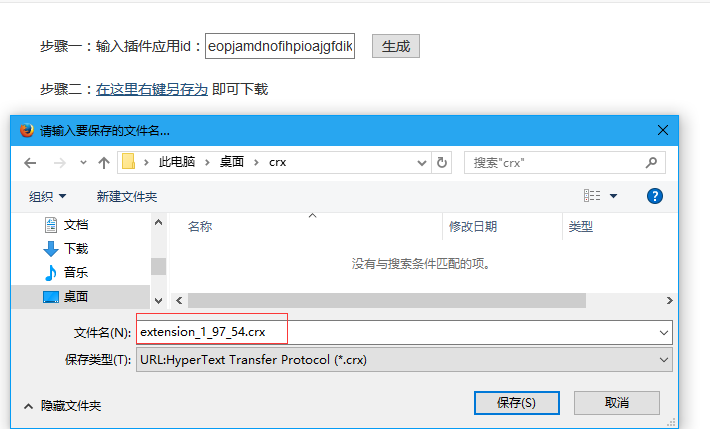 步骤一：输入插件应用id：eopjamdnofihpioajgfdik 生成
步骤二：在这里右键另存为 即可下载
请输入要保存的文件名...
此电脑 桌面 crx 搜索"crx"
组织 新建文件夹
名称 修改日期 类型
文档
下载
音乐
桌面
没有与搜索条件匹配的项。
文件名(N): extension_1_97_54.crx
保存类型(T): URL:HyperText Transfer Protocol (*.crx)
隐藏文件夹 保存(S) 取消